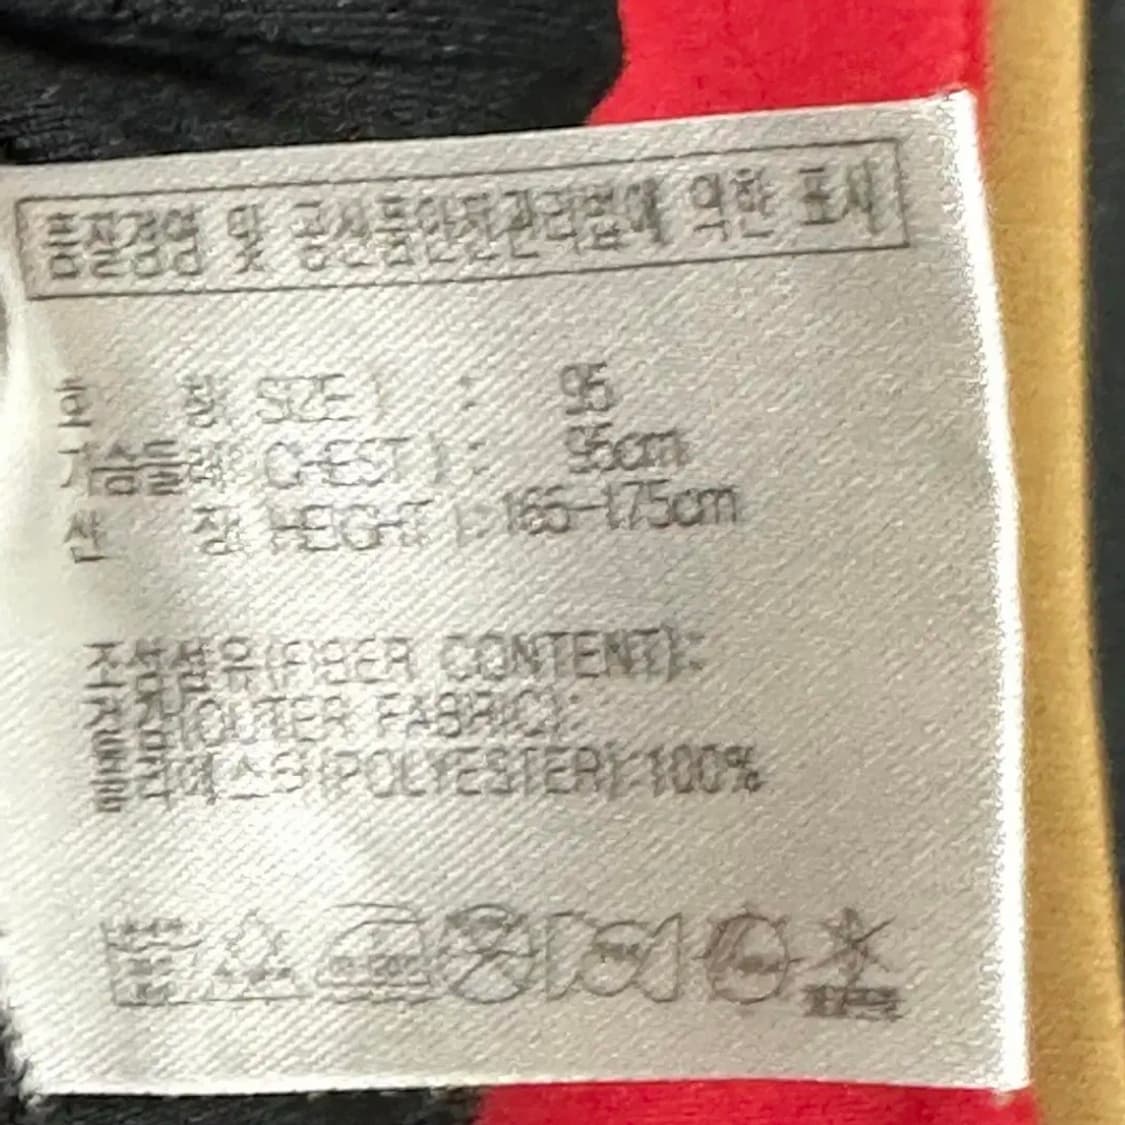 품질경영 및 공산품안전관리법에 의한 표시
호 칭( SIZE ) : 95
가슴둘레( CHEST ) : 95cm
신 장( HEIGHT ) : 165-175cm
조성섬유(FIBER CONTENT):
겉감(OUTER FABRIC):
폴리에스터(POLYESTER):100%